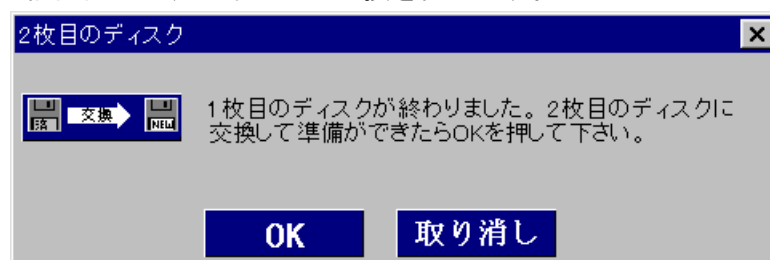 2枚目のディスク
済 交換 NEW
1枚目のディスクが終わりました。2枚目のディスクに
交換して準備ができたらOKを押して下さい。
OK 取り消し